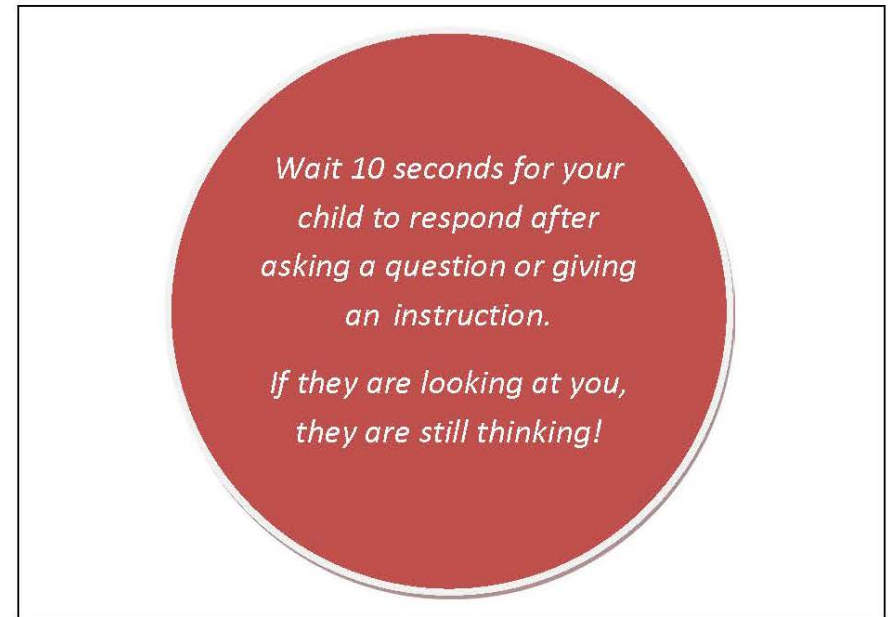 Wait 10 seconds for your
child to respond after
asking a question or giving
an instruction.
If they are looking at you,
they are still thinking!